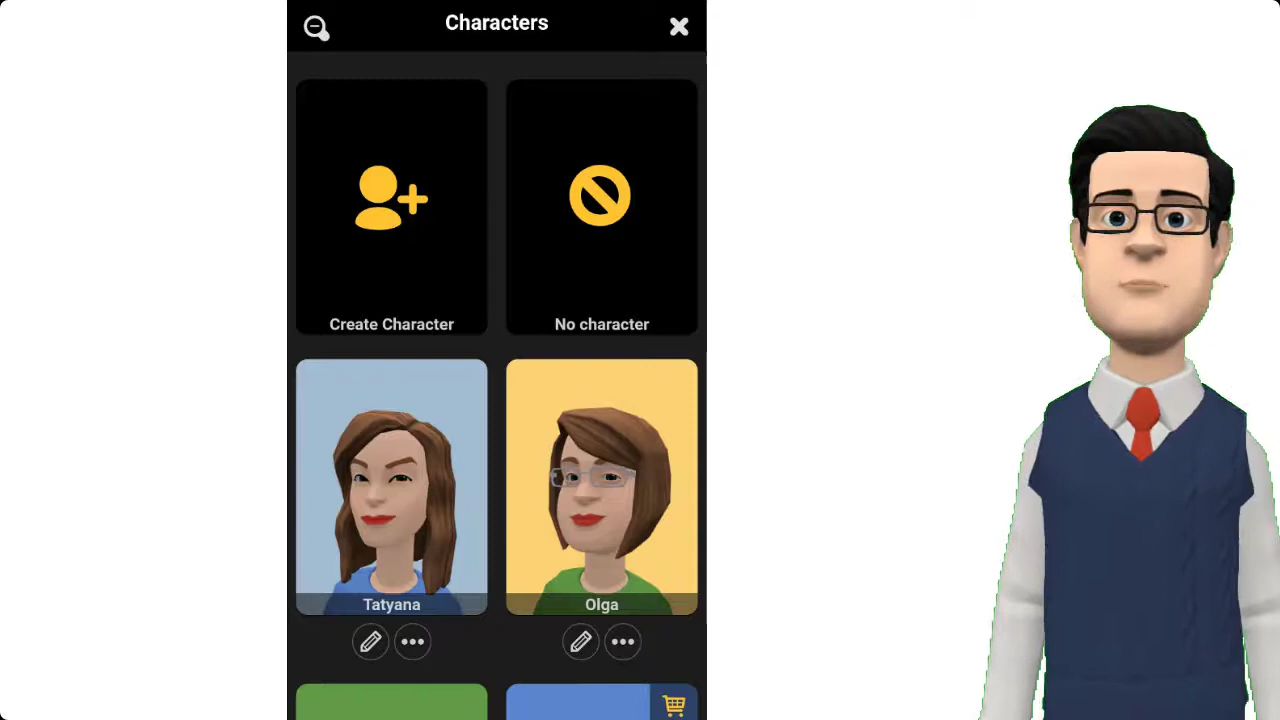 Characters
Create Character
No character
Tatyana
Olga